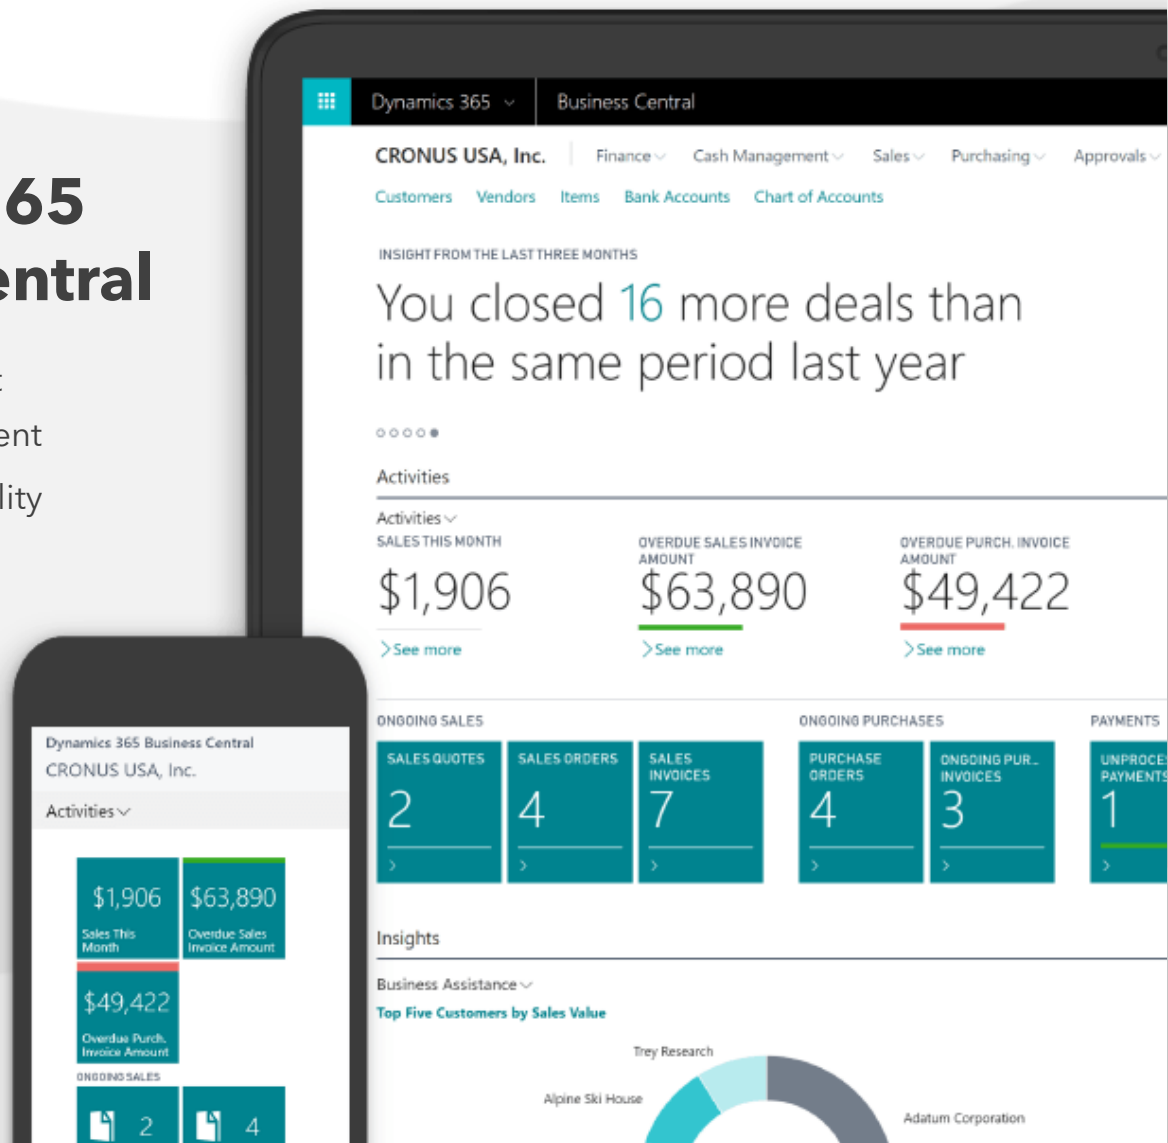 65
entral
ent
lity
Dynamics 365
Business Central
CRONUS USA, Inc.
Finance
Cash Management
Sales
Purchasing
Approvals
Customers
Vendors
Items
Bank Accounts
Chart of Accounts
INSIGHT FROM THE LAST THREE MONTHS
You closed 16 more deals than
in the same period last year
Activities
Activities
SALES THIS MONTH
$1,906
See more
OVERDUE SALES INVOICE
AMOUNT
$63,890
See more
OVERDUE PURCH. INVOICE
AMOUNT
$49,422
See more
ONGOING SALES
SALES QUOTES
2
SALES ORDERS
4
SALES
INVOICES
7
ONGOING PURCHASES
PURCHASE
ORDERS
4
ONGOING PUR...
INVOICES
3
PAYMENTS
UNPROCE
PAYMENTS
1
Insights
Business Assistance
Top Five Customers by Sales Value
Trey Research
Alpine Ski House
Adatum Corporation
Dynamics 365 Business Central
CRONUS USA, Inc.
Activities
$1,906
Sales This
Month
$63,890
Overdue Sales
Invoice Amount
$49,422
Overdue Purch.
Invoice Amount
ONGOING SALES
2
4